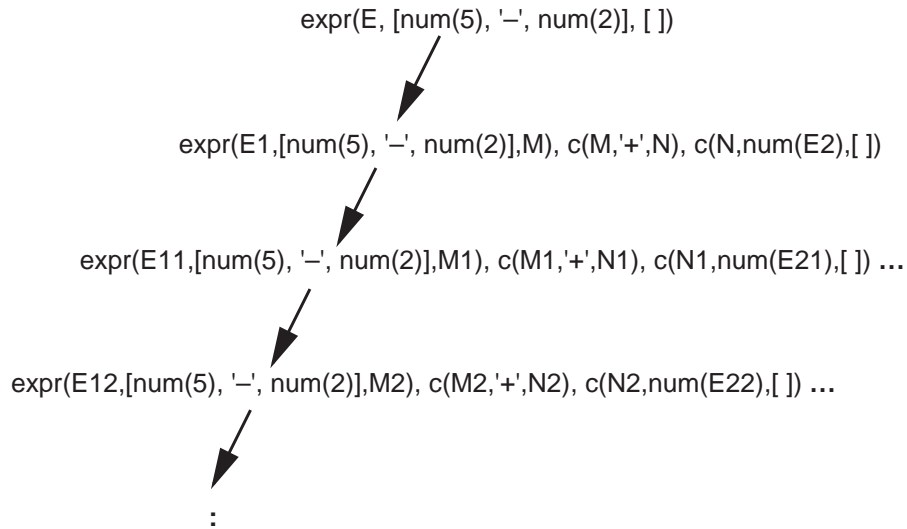 expr(E, [num(5), '–', num(2)], [ ])
expr(E1,[num(5), '–', num(2)],M), c(M,'+',N), c(N,num(E2),[ ])
expr(E11,[num(5), '–', num(2)],M1), c(M1,'+',N1), c(N1,num(E21),[ ]) ...
expr(E12,[num(5), '–', num(2)],M2), c(M2,'+',N2), c(N2,num(E22),[ ]) ...
: